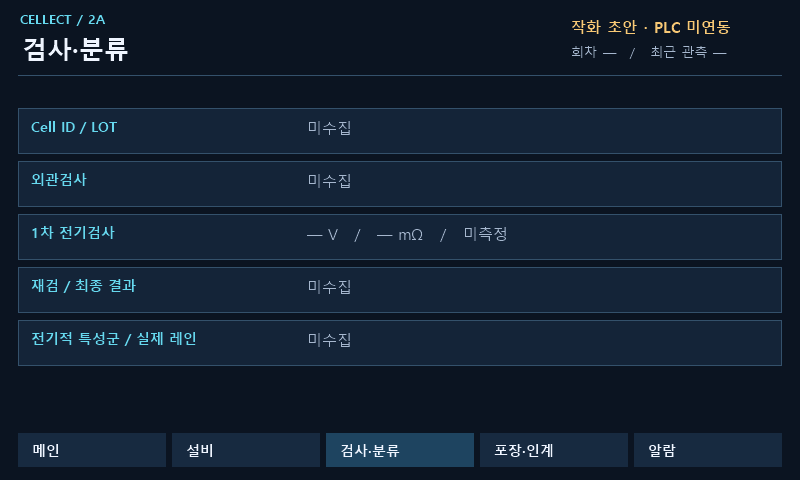 CELLECT / 2A
검사·분류
작화 초안 · PLC 미연동
회차 — / 최근 관측 —
Cell ID / LOT 미수집
외관검사 미수집
1차 전기검사 — V / — mΩ / 미측정
재검 / 최종 결과 미수집
전기적 특성군 / 실제 레인 미수집
메인 설비 검사·분류 포장·인계 알람